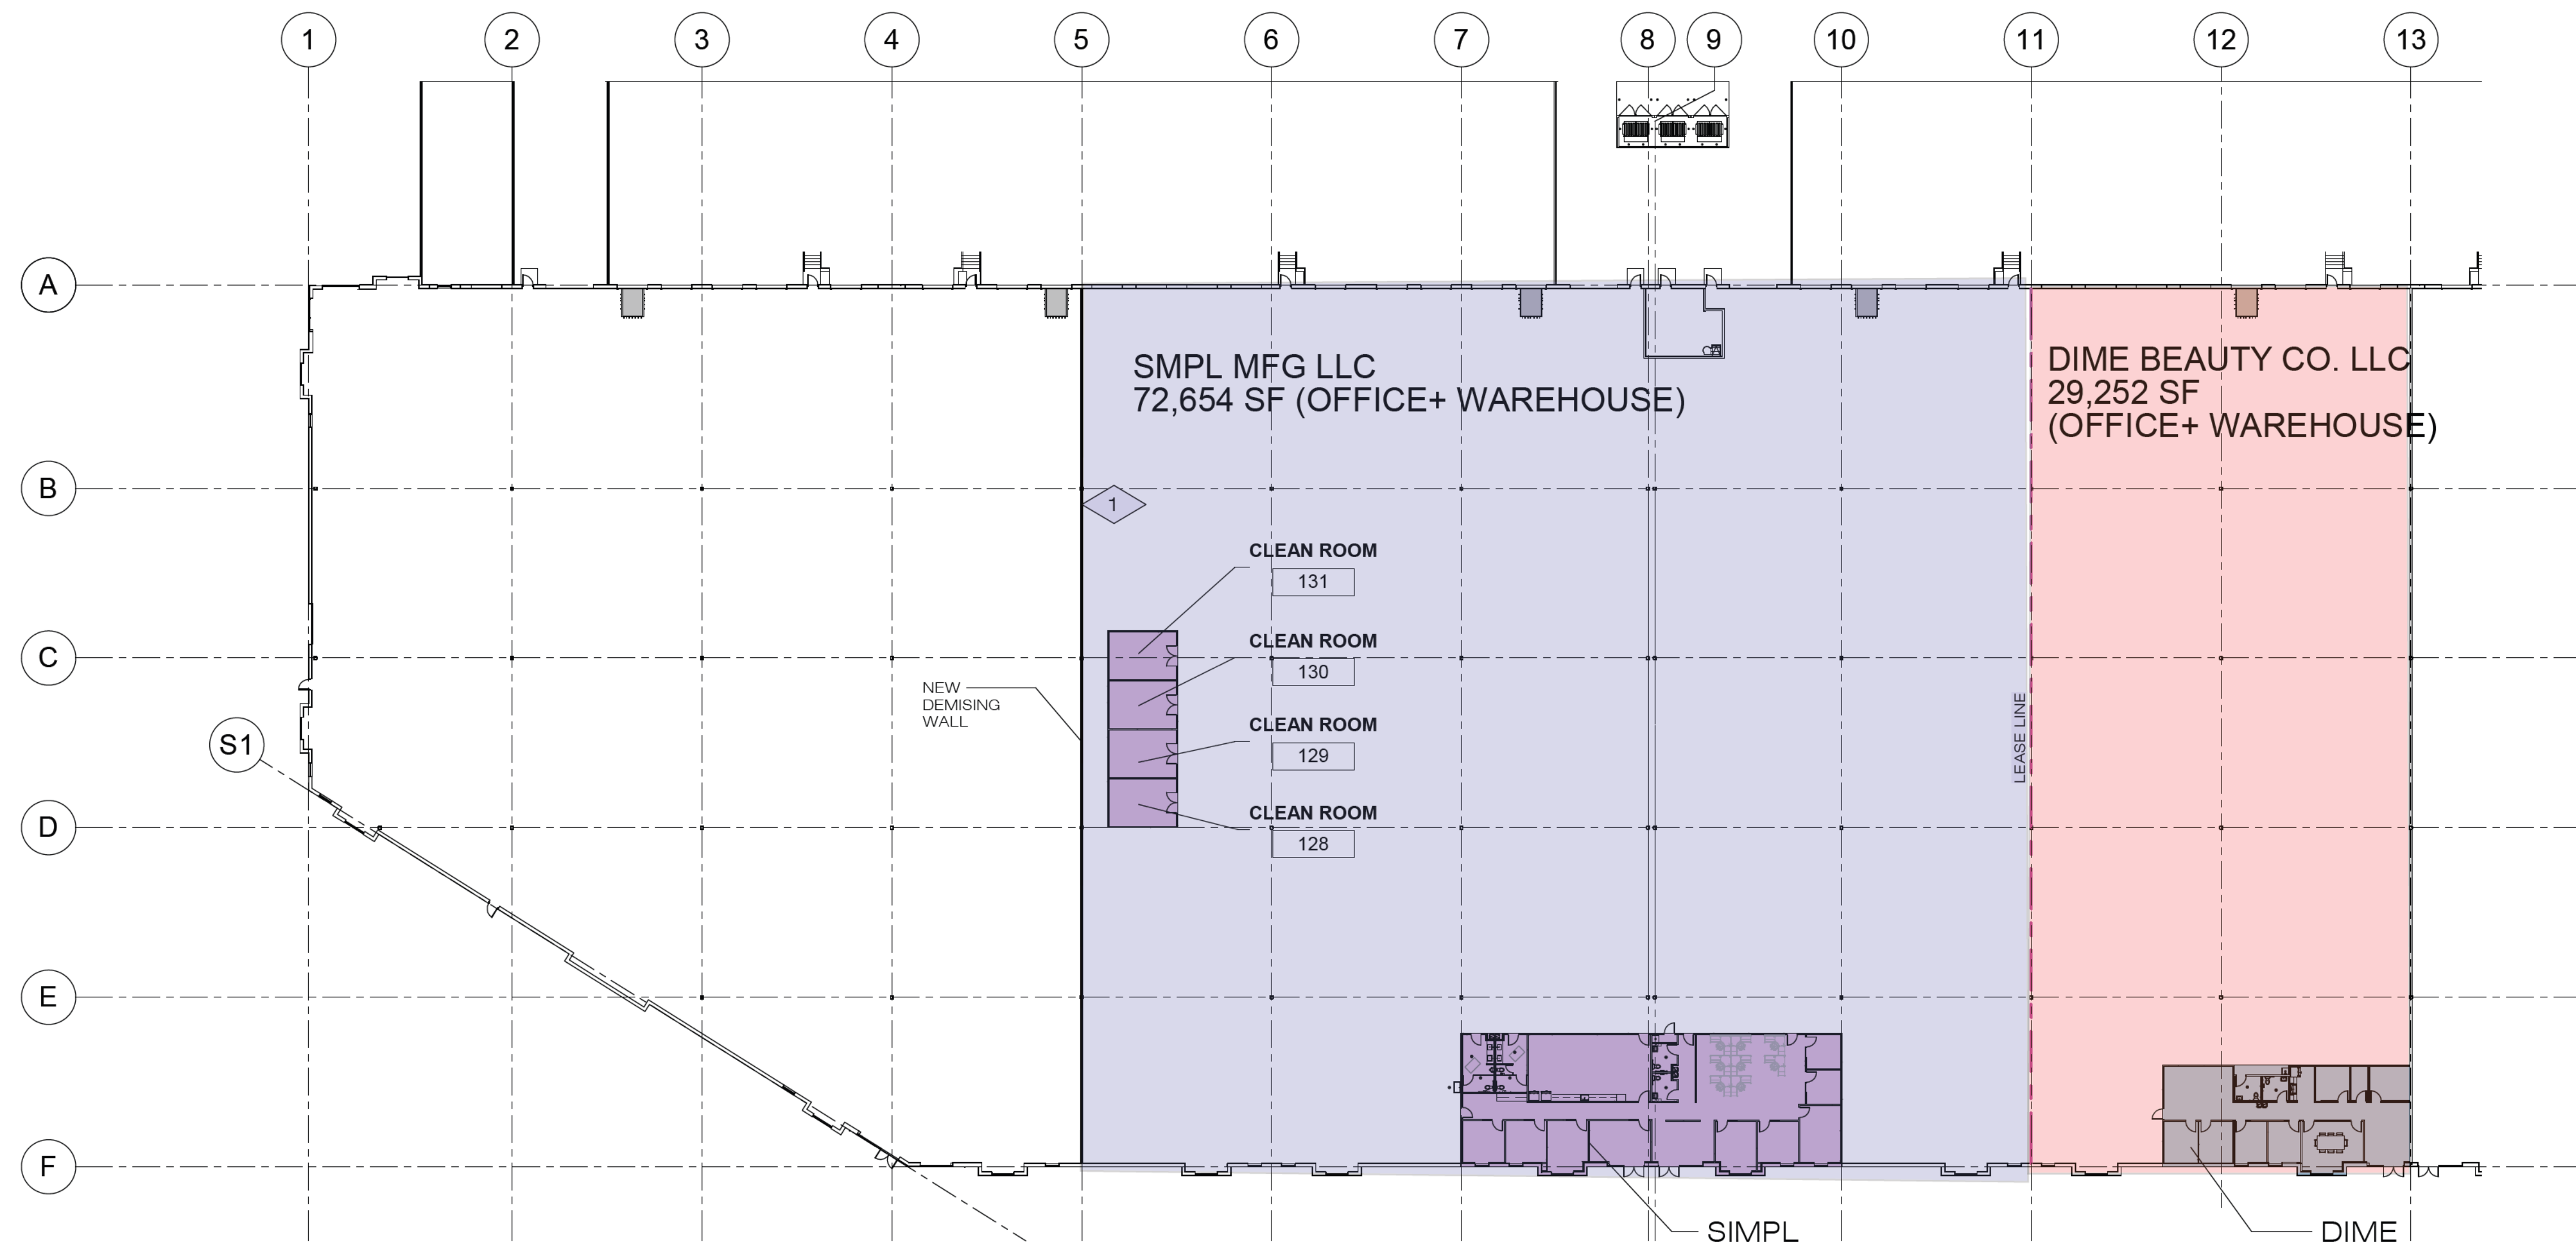 1
2
3
4
5
6
7
8
9
10
11
12
13
A
SMPL MFG LLC
72,654 SF (OFFICE+ WAREHOUSE)
DIME BEAUTY CO. LLC
29,252 SF
(OFFICE+ WAREHOUSE)
B
1
CLEAN ROOM
131
C
CLEAN ROOM
130
NEW
DEMISING
WALL
CLEAN ROOM
129
LEASE LINE
S1
D
CLEAN ROOM
128
E
F
SIMPL
DIME